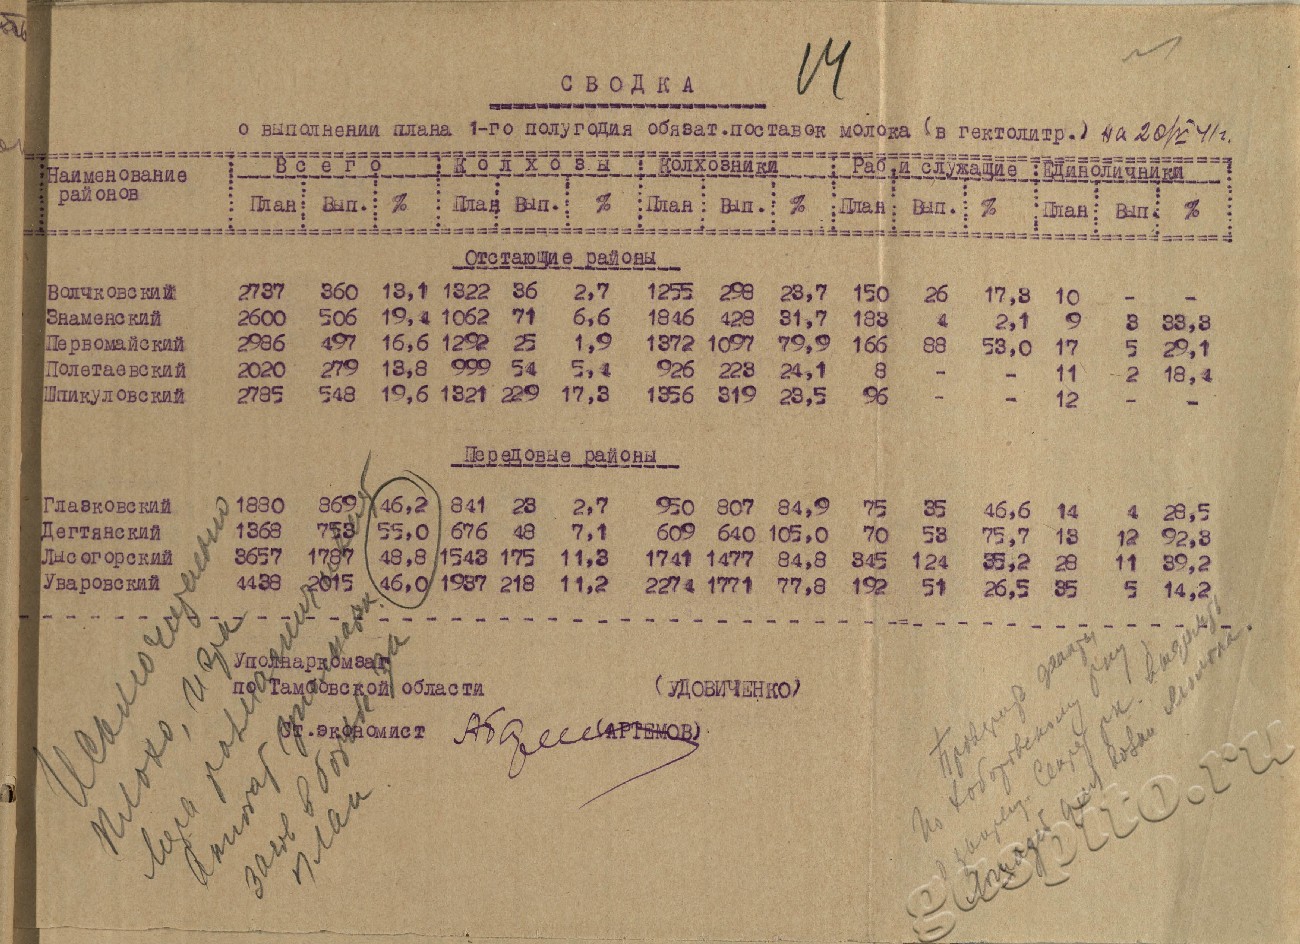 14
СВОДКА
о выполнении плана 1-го полугодия обязат.поставок молока (в гектолитр.) на 20/V 41г.
Наименование районов Всего Колхозы Колхозники Раб.и служащие Единоличники
План Вып. % План Вып. % План Вып. % План Вып. % План Вып. %
Отстающие районы
Волчковский 2737 360 13,1 1322 36 2,7 1255 298 23,7 150 26 17,3 10 - -
Знаменский 2600 506 19,4 1062 71 6,6 1846 428 31,7 183 4 2,1 9 3 33,3
Первомайский 2986 497 16,6 1292 25 1,9 1372 1097 79,9 166 88 53,0 17 5 29,1
Полетаевский 2020 279 13,8 999 54 5,4 926 223 24,1 8 - - 11 2 18,4
Шпикуловский 2785 548 19,6 1321 229 17,3 1356 319 23,5 96 - - 12 - -
Передовые районы
Глазковский 1880 869 46,2 841 23 2,7 950 807 84,9 75 35 46,6 14 4 28,5
Дегтянский 1368 753 55,0 676 48 7,1 609 640 105,0 70 53 75,7 13 12 92,3
Лысогорский 3657 1787 48,8 1543 175 11,3 1741 1477 84,8 345 124 35,2 28 11 39,2
Уваровский 4438 2015 46,0 1937 218 11,2 2274 1771 77,8 192 51 26,5 35 5 14,2
Уполнаркомзаг
по Тамбовской области (УДОВИЧЕНКО)
Ст.экономист (АРТЕМОВ)
Исключительно
плохо, из-за
план
gaspito.ru